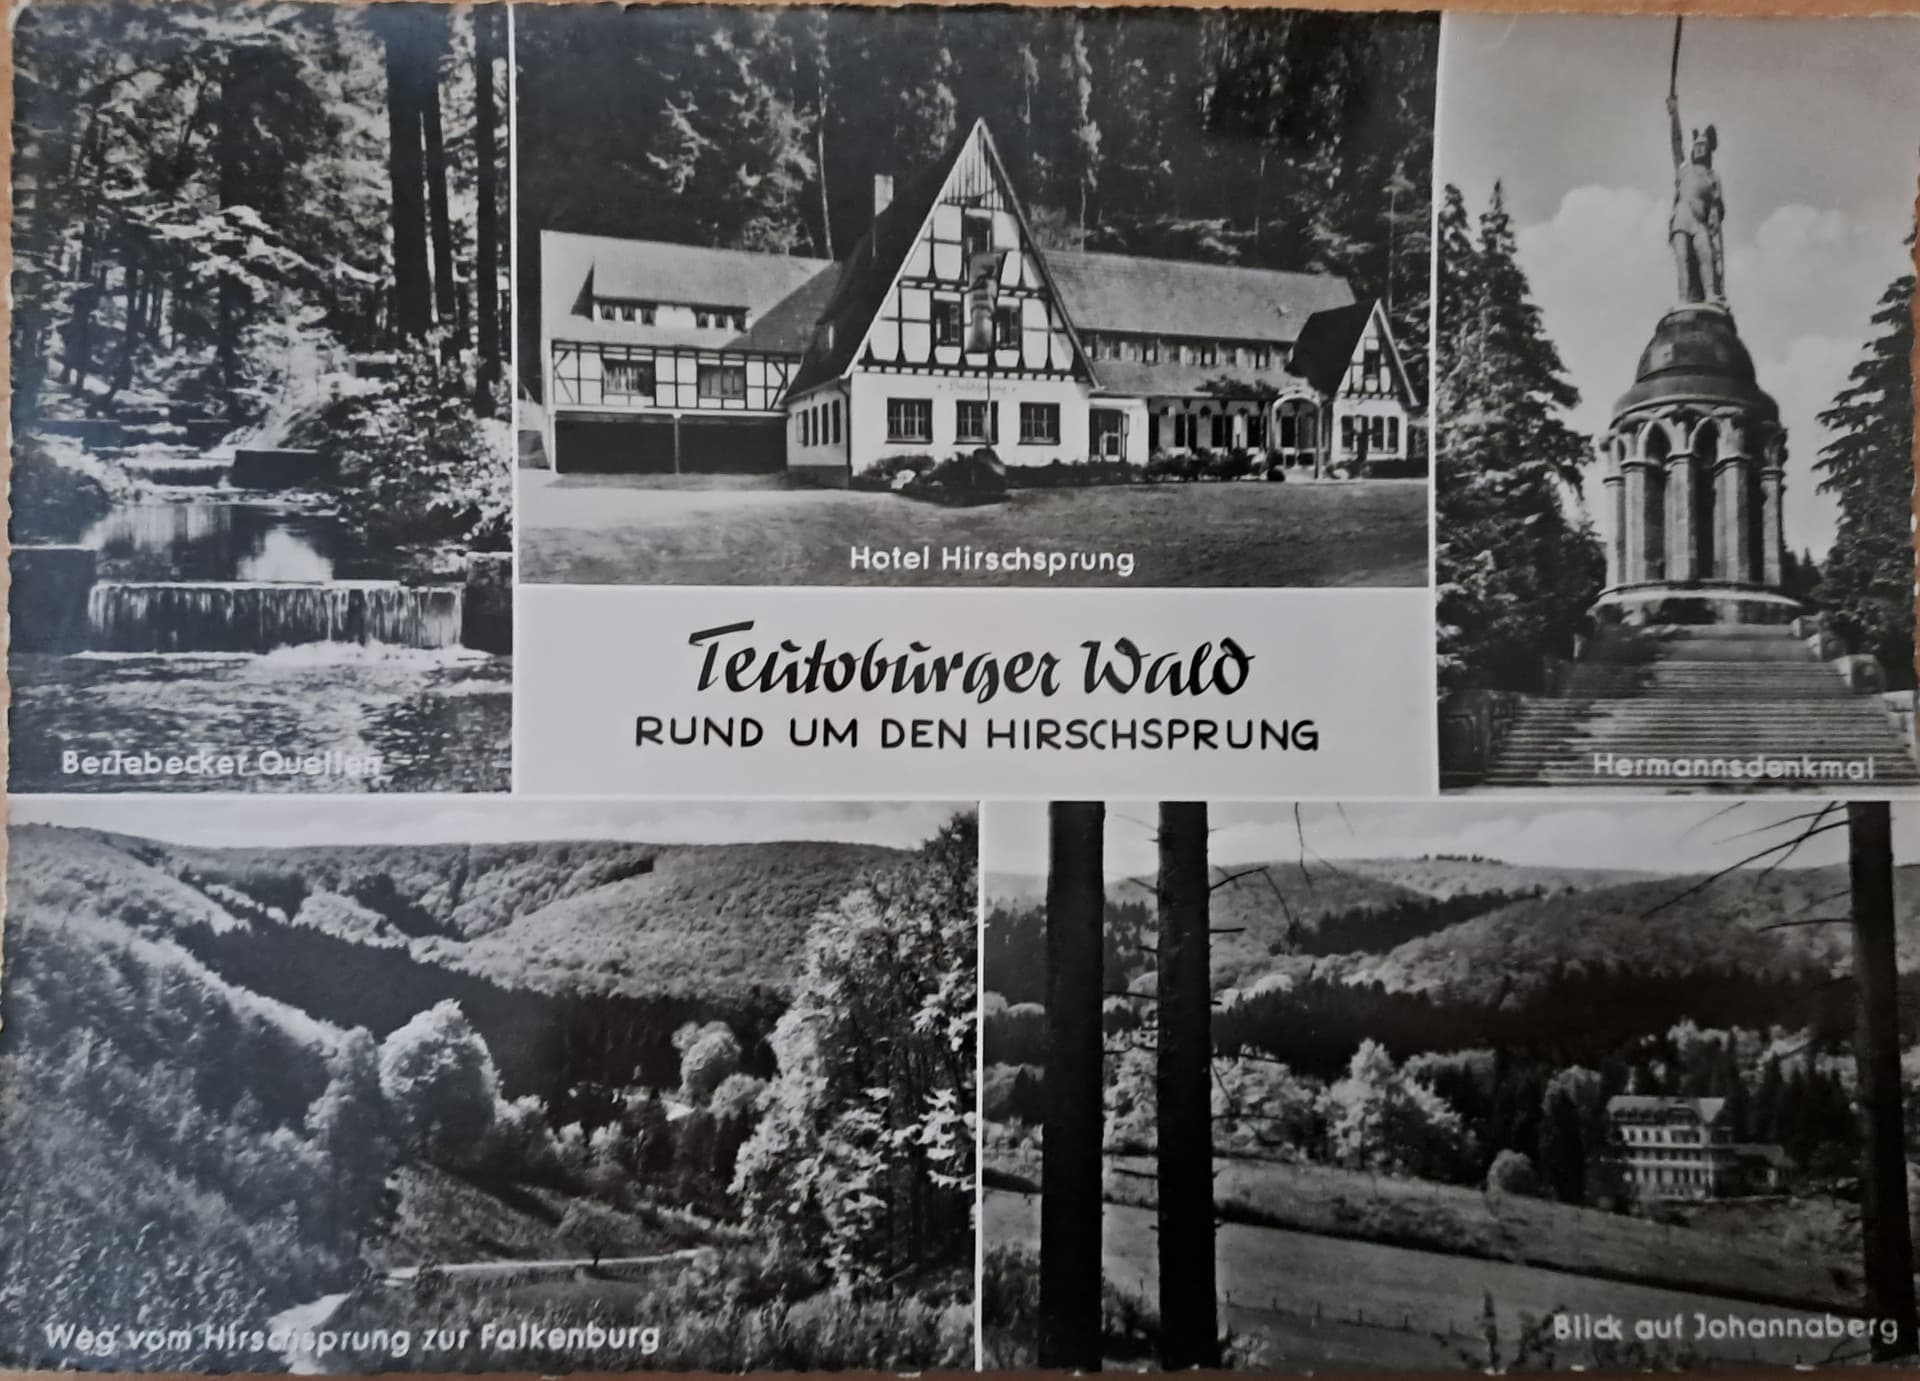 Hotel Hirschsprung
Teutoburger Wald
RUND UM DEN HIRSCHSPRUNG
Berlebecker Quellen
Hermannsdenkmal
Weg vom Hirschsprung zur Falkenburg
Blick auf Johannaberg